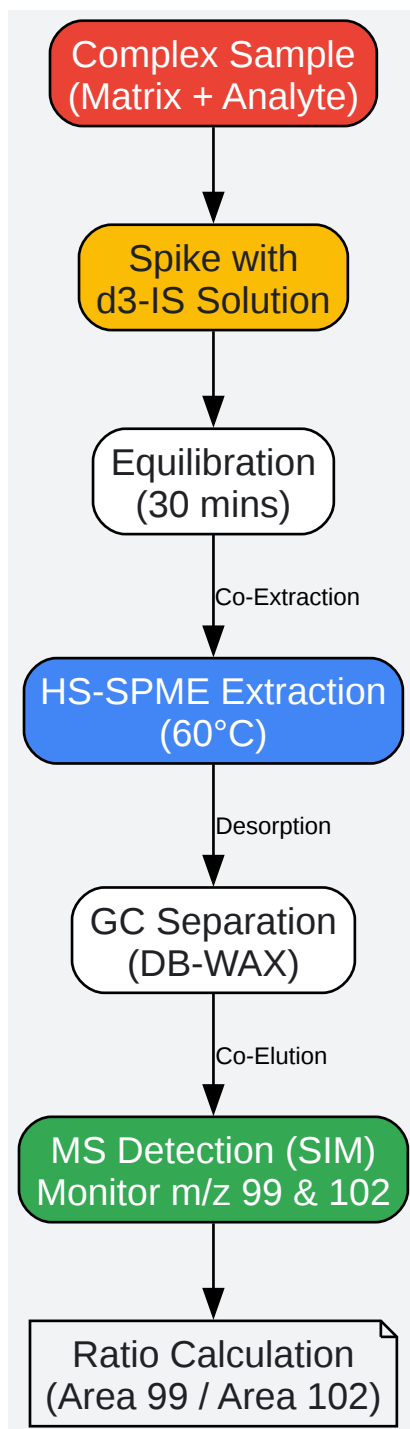 Complex Sample
(Matrix + Analyte)
Spike with
d3-IS Solution
Equilibration
(30 mins)
Co-Extraction
HS-SPME Extraction
(60°C)
Desorption
GC Separation
(DB-WAX)
Co-Elution
MS Detection (SIM)
Monitor m/z 99 & 102
Ratio Calculation
(Area 99 / Area 102)